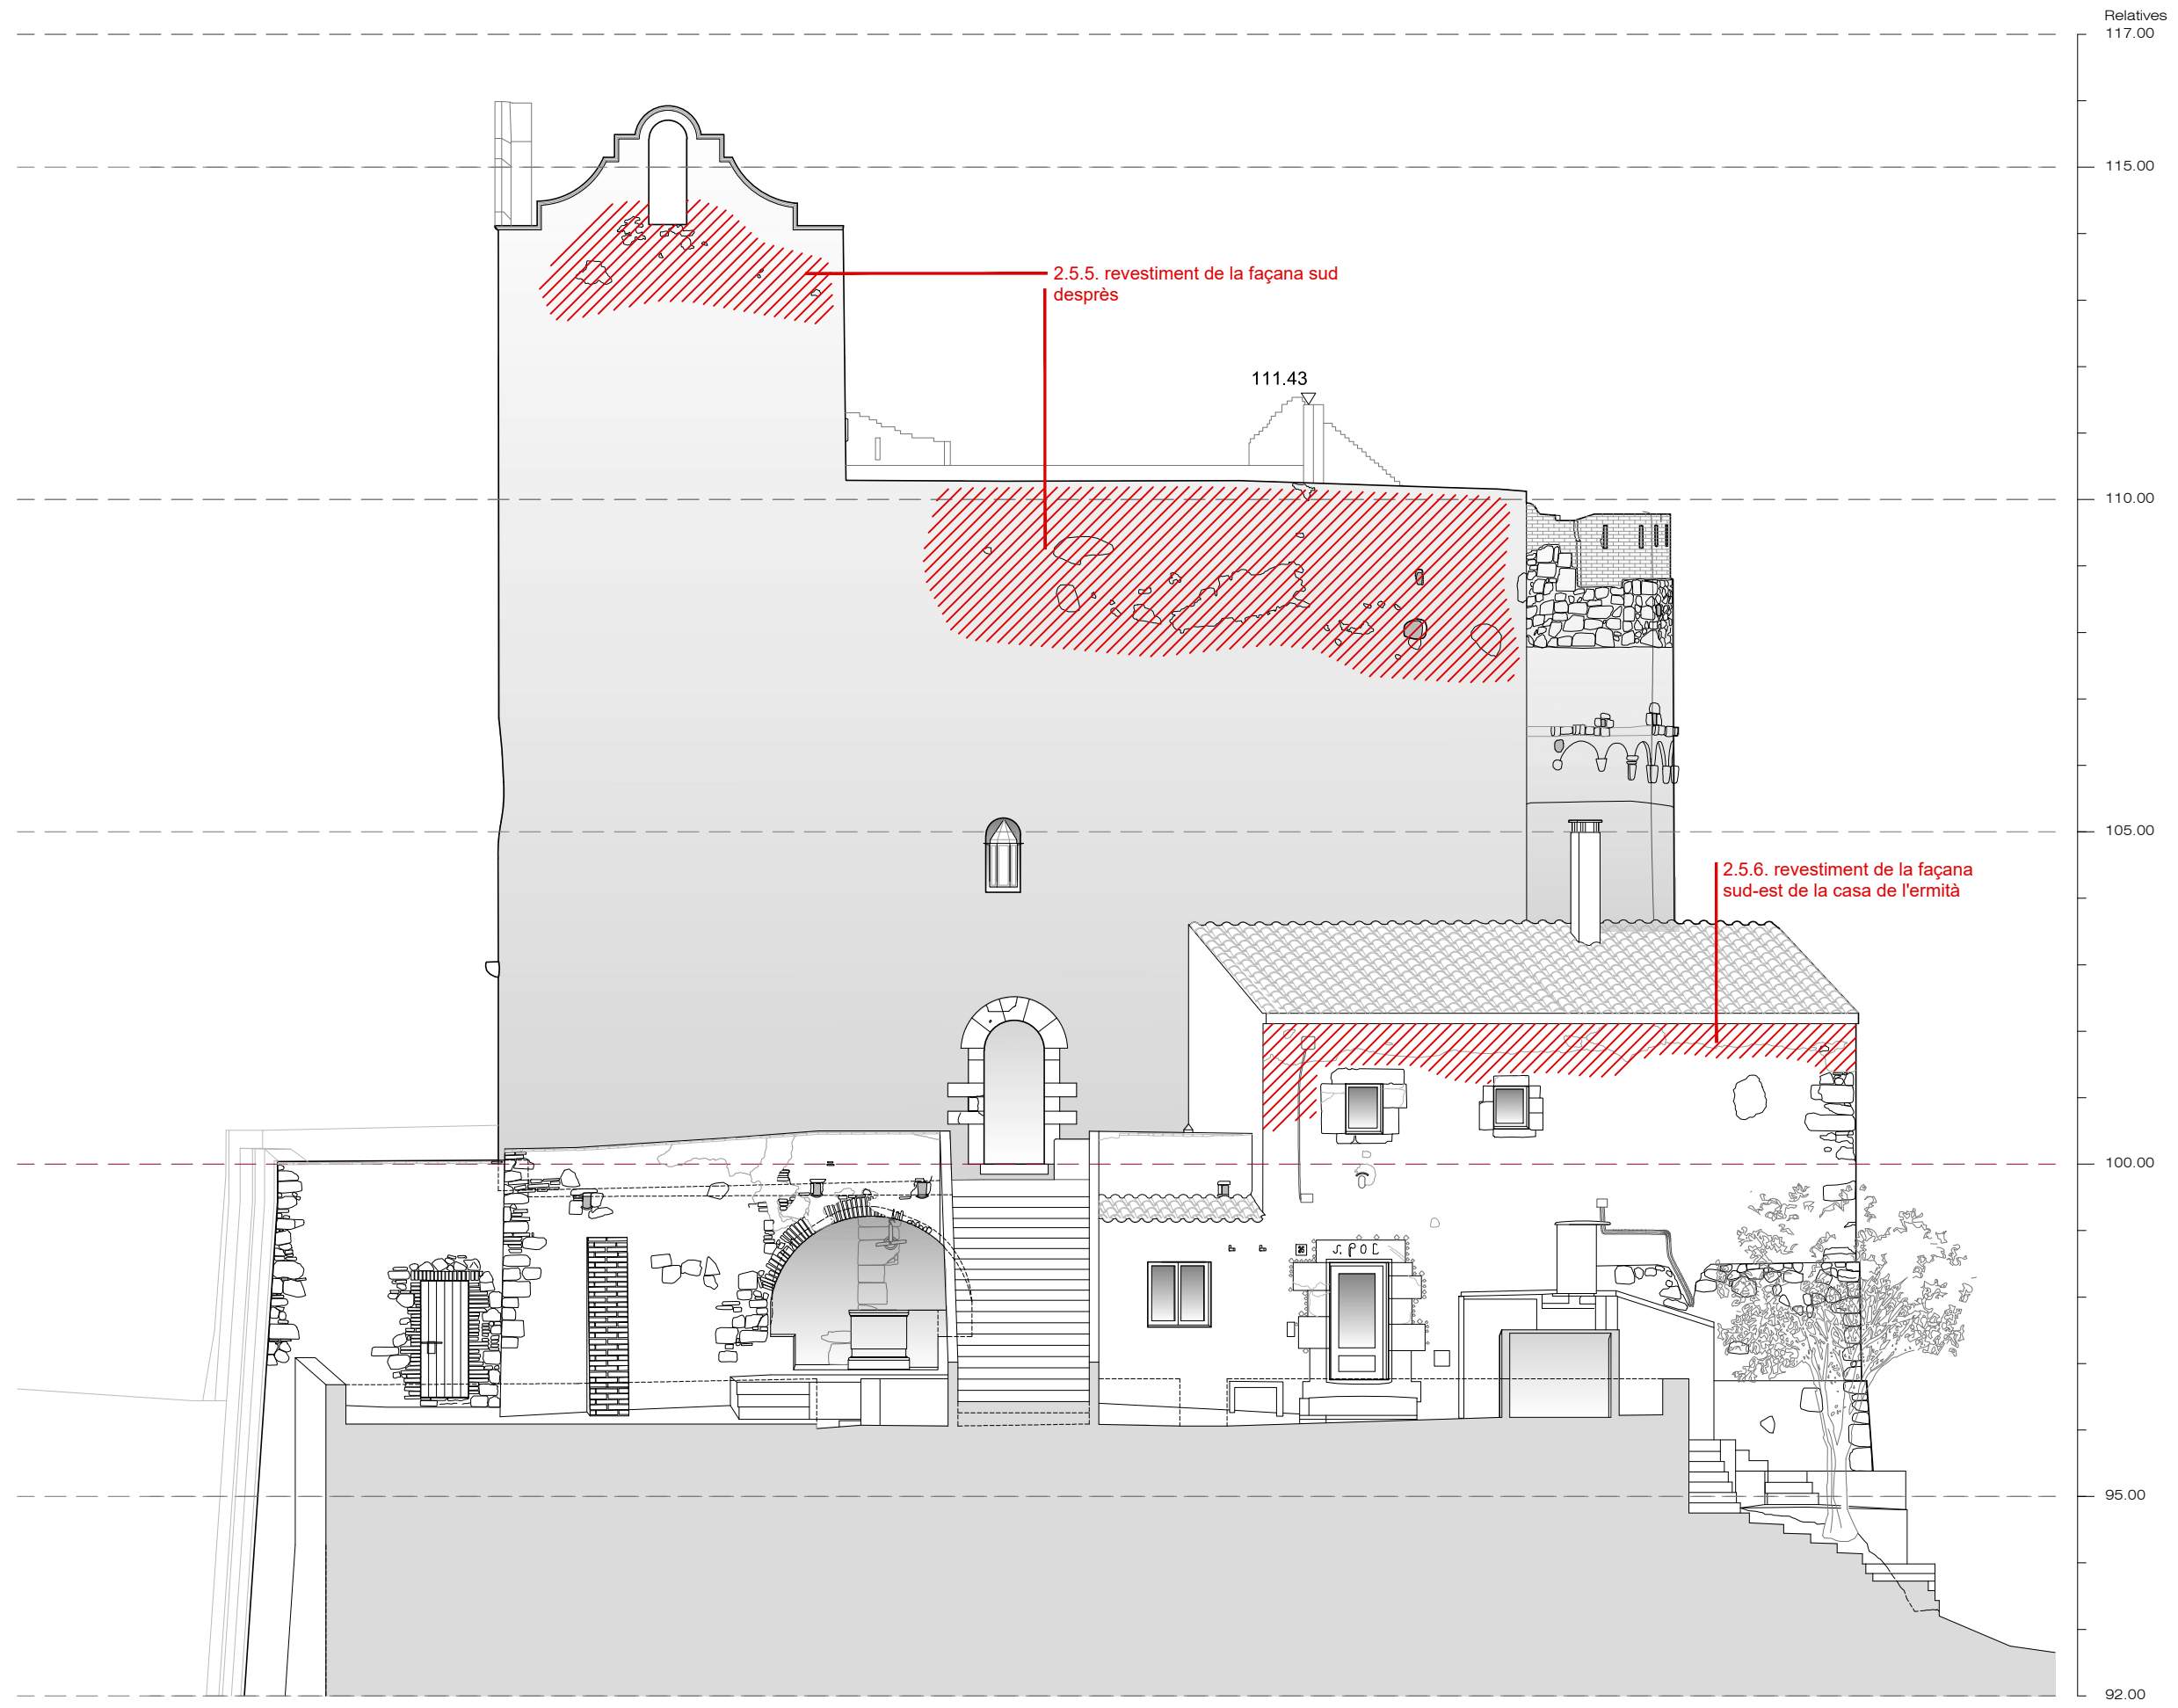 Relatives
117.00
115.00
2.5.5. revestiment de la façana sud
desprès
111.43
110.00
105.00
2.5.6. revestiment de la façana
sud-est de la casa de l'ermità
100.00
S. POL
95.00
92.00